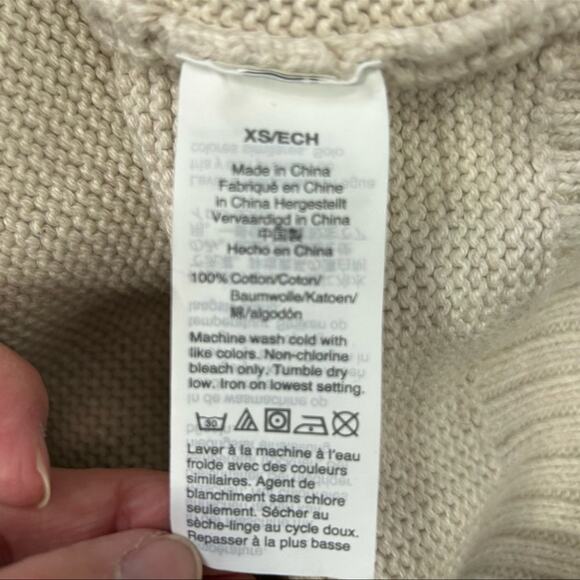 XS/ECH
Made in China
Fabriqué en Chine
in China Hergestellt
Vervaardigd in China
中国製
Hecho en China
100% Cotton/Coton/
Baumwolle/Katoen/
綿/algodón
Machine wash cold with
like colors. Non-chlorine
bleach only. Tumble dry
low. Iron on lowest setting.
30
Laver à la machine à l'eau
froide avec des couleurs
similaires. Agent de
blanchiment sans chlore
seulement. Sécher au
sèche-linge au cycle doux.
Repasser à la plus basse